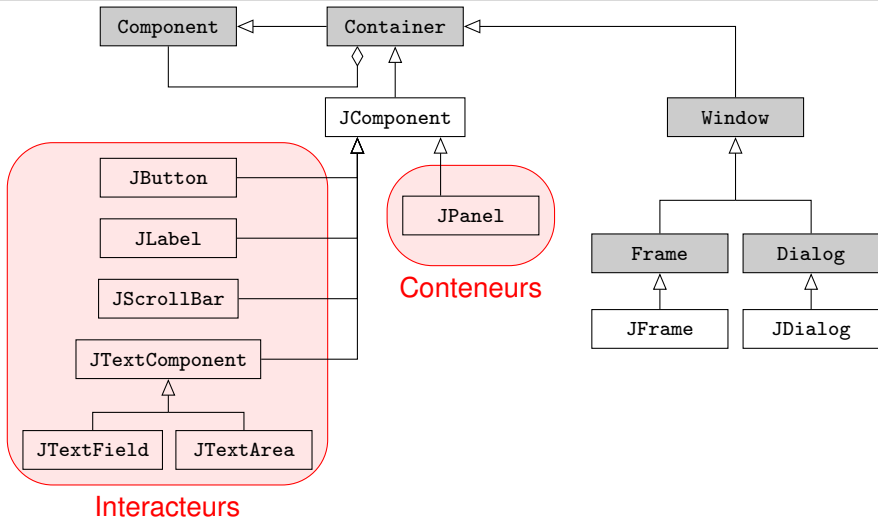 Component
Container
JComponent
Window
JButton
JPanel
JLabel
Frame
Dialog
Conteneurs
JScrollBar
JFrame
JDialog
JTextComponent
JTextField
JTextArea
Interacteurs